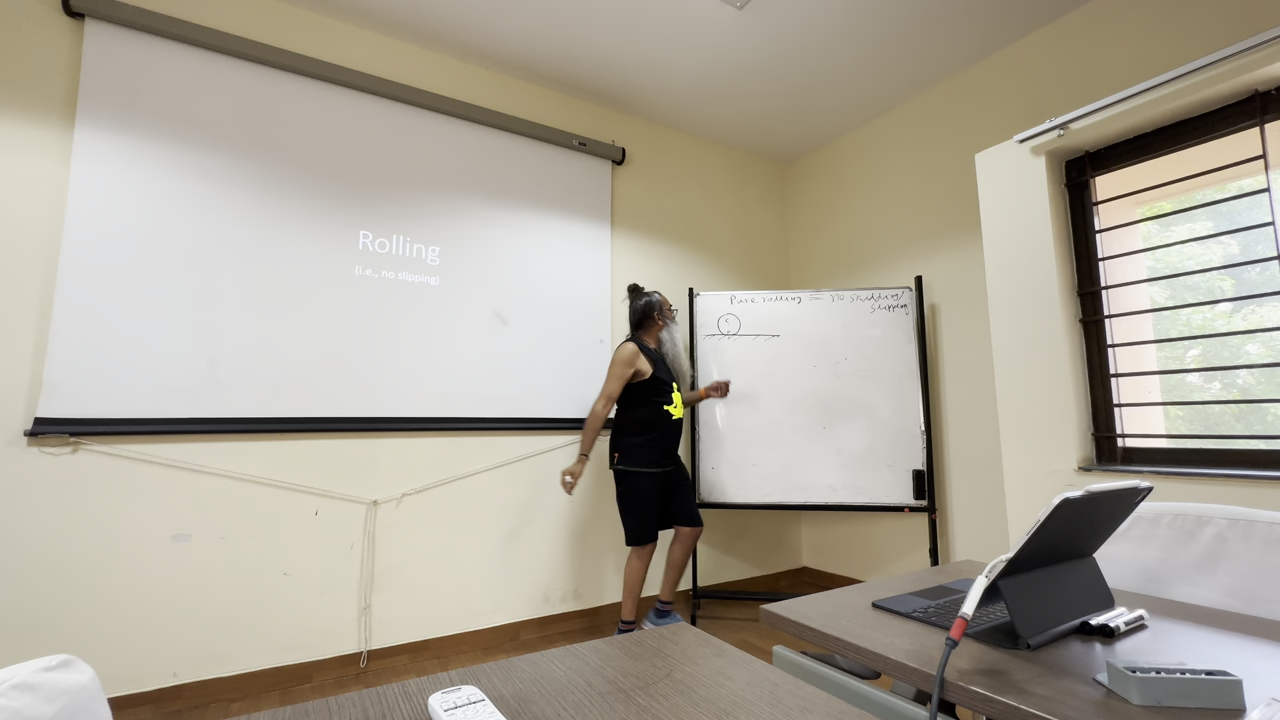 Rolling
(i.e., no slipping)
Pure rolling = no skidding/
slipping